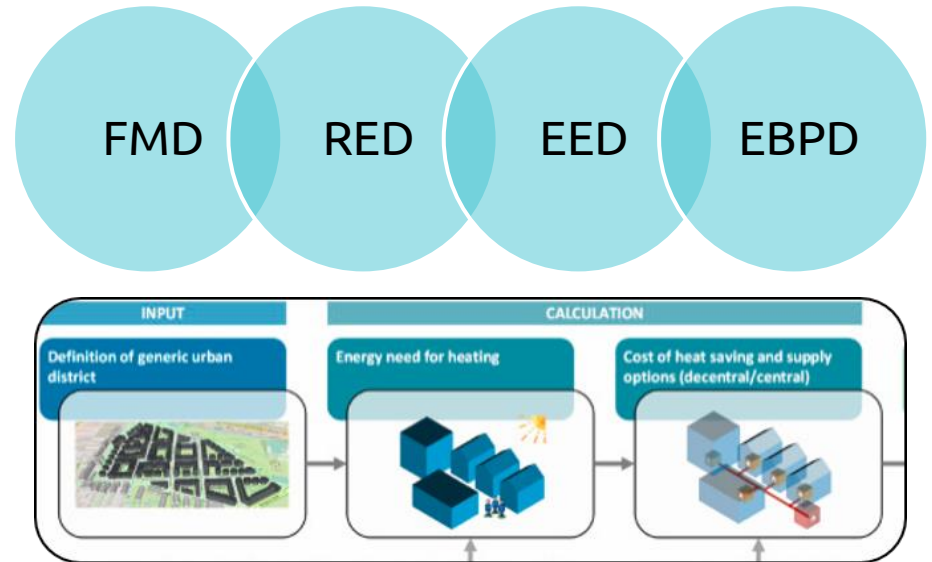 FMD RED EED EBPD
INPUT CALCULATION
Definition of generic urban
district
Energy need for heating
Cost of heat saving and supply
options (decentral/central)